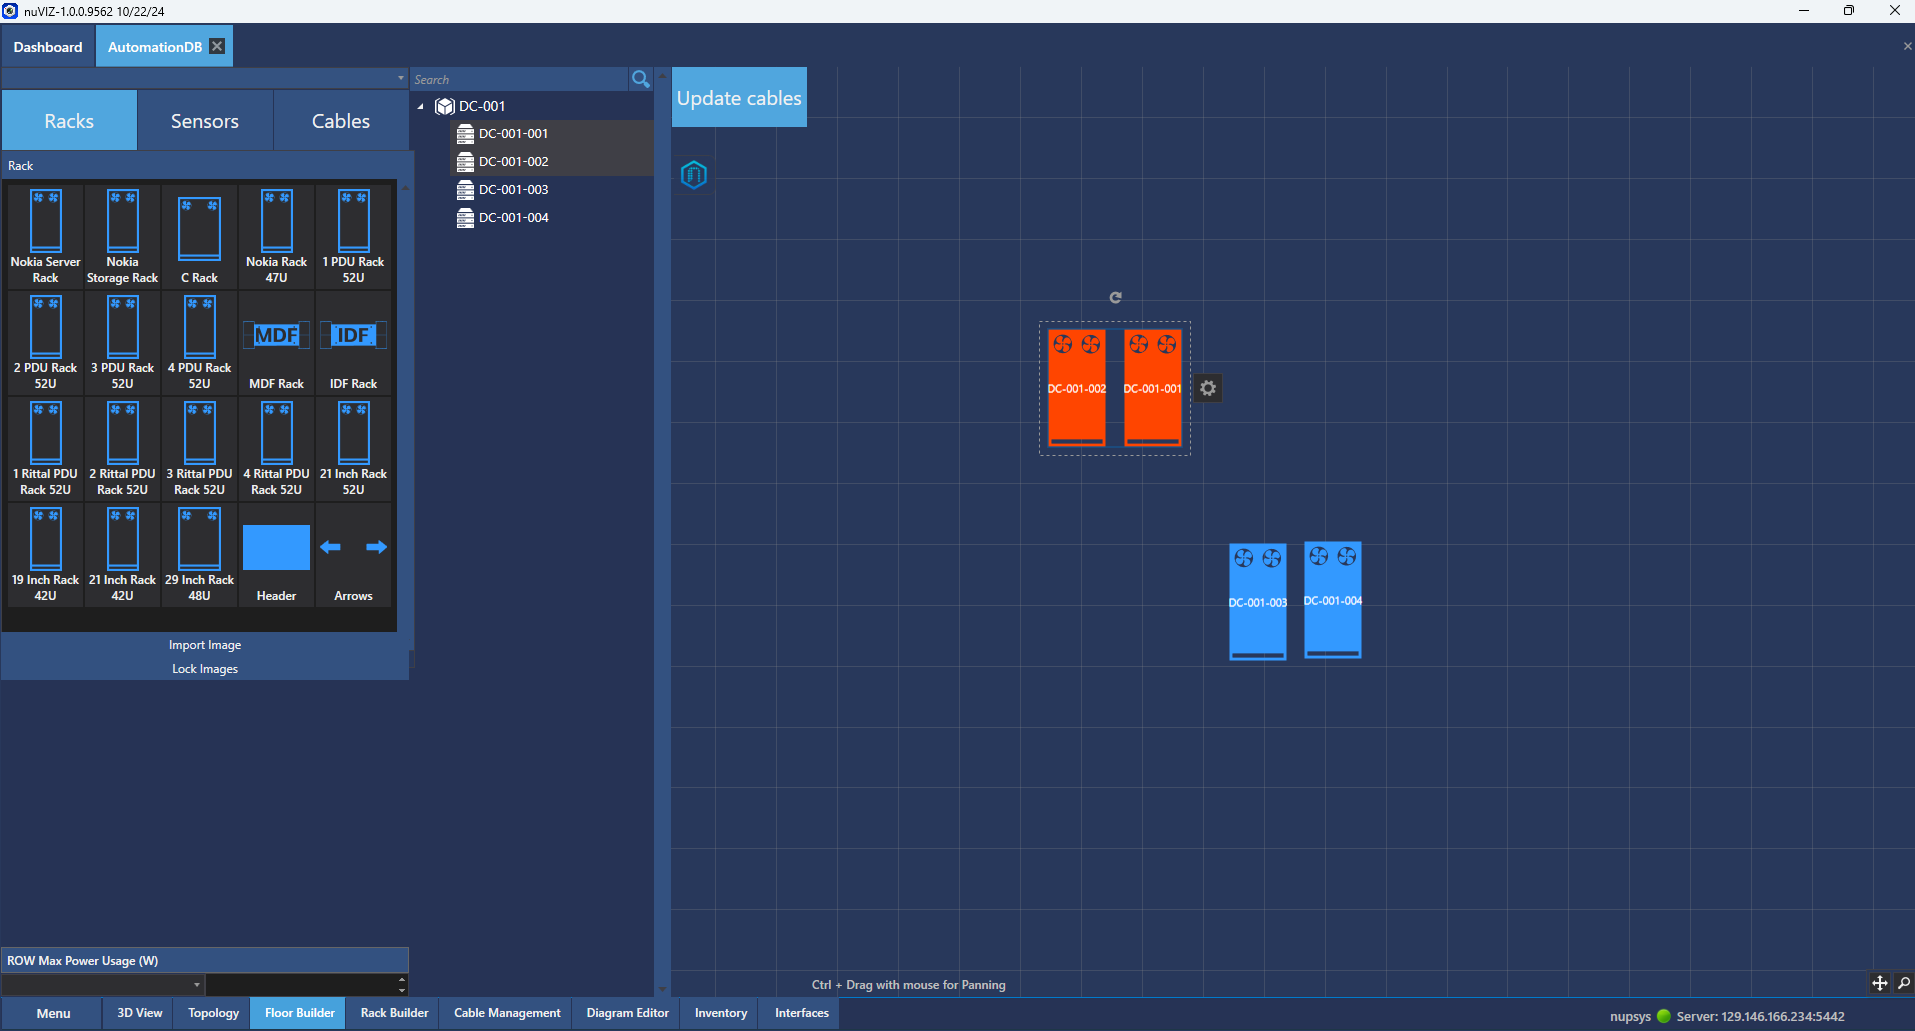 nuVIZ-1.0.0.9562 10/22/24
Dashboard
AutomationDB
Search
Racks
Sensors
Cables
Rack
Nokia Server
Rack
Nokia
Storage Rack
C Rack
Nokia Rack
47U
1 PDU Rack
52U
2 PDU Rack
52U
3 PDU Rack
52U
4 PDU Rack
52U
MDF
MDF Rack
IDF
IDF Rack
1 Rittal PDU
Rack 52U
2 Rittal PDU
Rack 52U
3 Rittal PDU
Rack 52U
4 Rittal PDU
Rack 52U
21 Inch Rack
52U
19 Inch Rack
42U
21 Inch Rack
42U
29 Inch Rack
48U
Header
Arrows
Import Image
Lock Images
DC-001
DC-001-001
DC-001-002
DC-001-003
DC-001-004
Update cables
DC-001-002
DC-001-001
DC-001-003
DC-001-004
ROW Max Power Usage (W)
Ctrl + Drag with mouse for Panning
Menu
3D View
Topology
Floor Builder
Rack Builder
Cable Management
Diagram Editor
Inventory
Interfaces
nupsys
Server: 129.146.166.234:5442